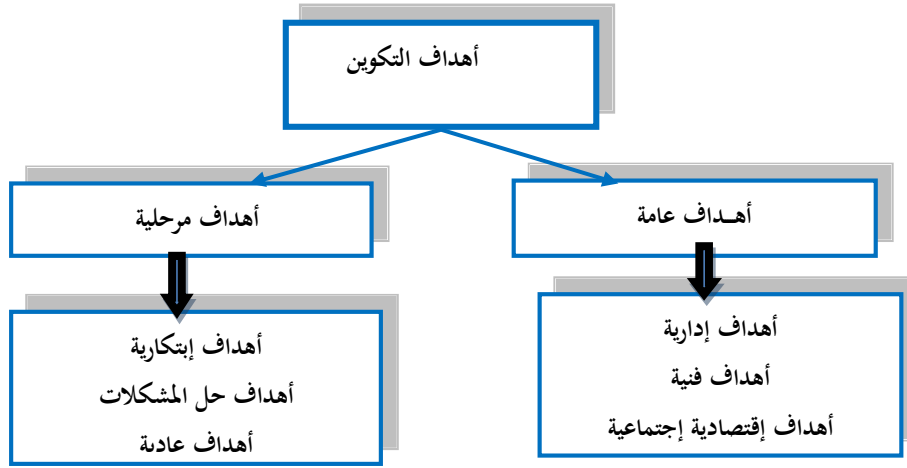 أهداف التكوين
أهــداف عامة
أهداف مرحلية
أهداف إدارية
أهداف فنية
أهداف إقتصادية إجتماعية
أهداف إبتكارية
أهداف حل المشكلات
أهداف عادية